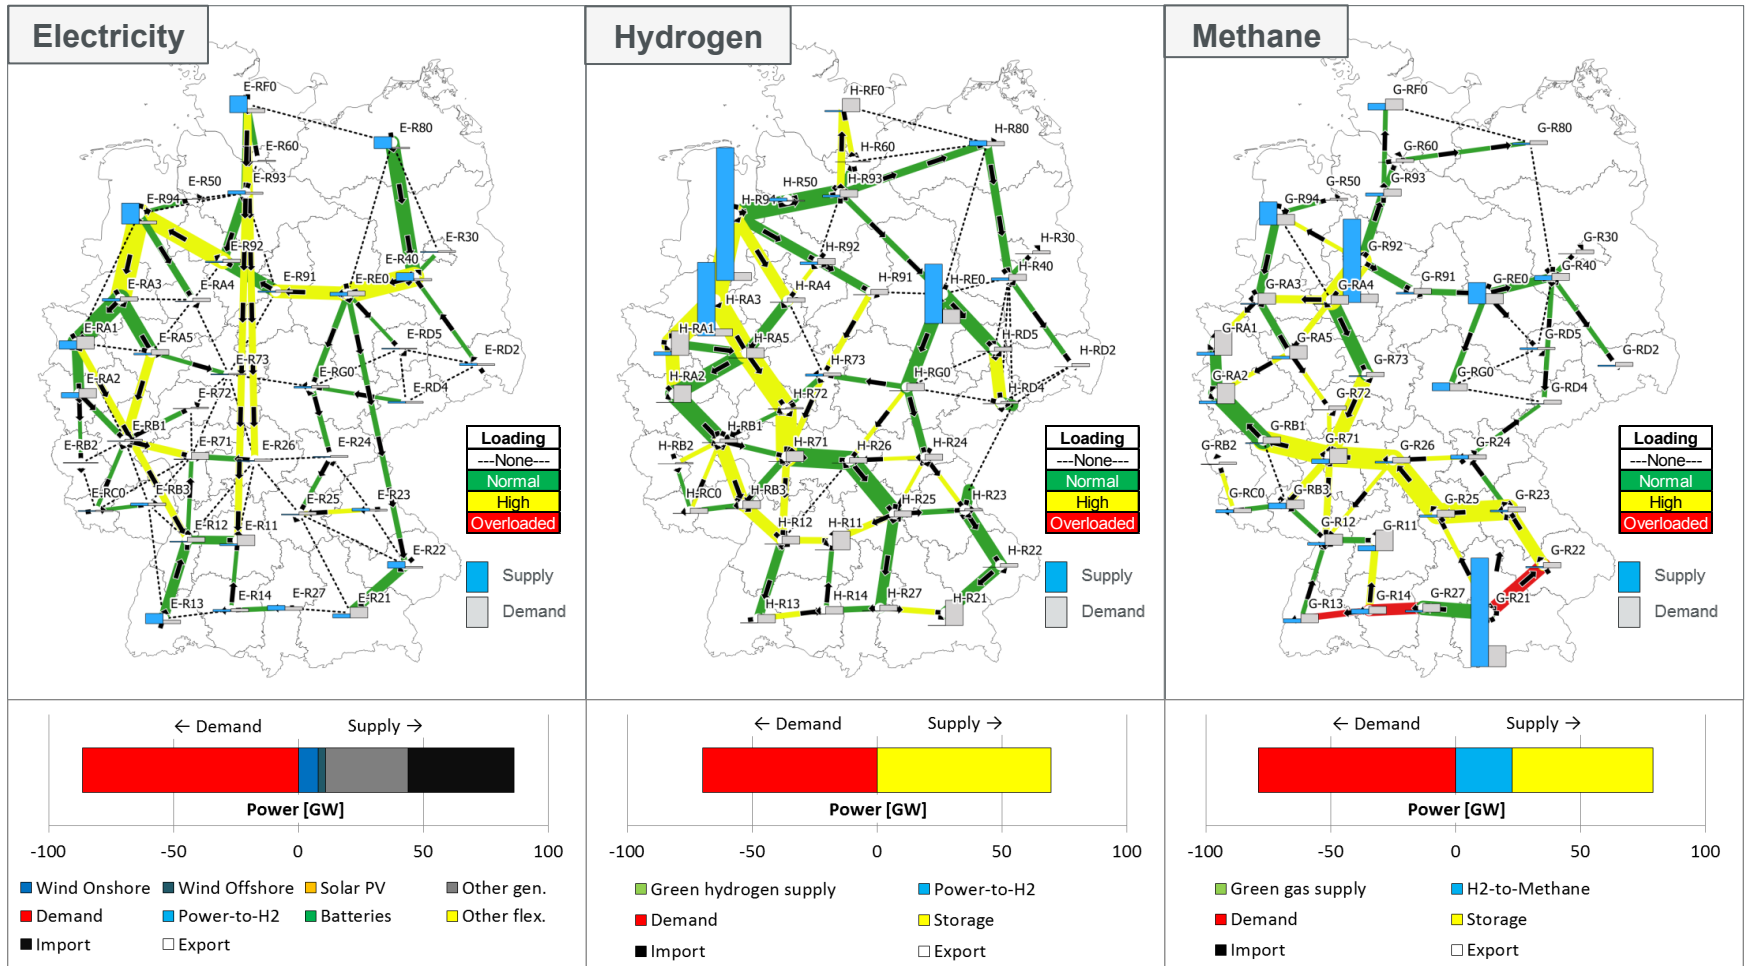 Electricity
E-RF0
E-R80
E-R60
E-R50
E-R93
E-R94
E-R30
E-R92
E-R40
E-R91
E-RE0
E-RA3
E-RA4
E-RA1
E-RA5
E-RD5
E-RD2
E-R73
E-RA2
E-RG0
E-RD4
E-R72
E-RB1
E-RB2
E-R71
E-R26
E-R24
E-RC0
E-RB3
E-R25
E-R23
E-R12
E-R11
E-R22
E-R13
E-R14
E-R27
E-R21
Loading
---None---
Normal
High
Overloaded
Supply
Demand
Hydrogen
H-RF0
H-R80
H-R60
H-R50
H-R93
H-R94
H-R30
H-R92
H-R40
H-R91
H-RE0
H-RA3
H-RA4
H-RA1
H-RA5
H-RD5
H-RD2
H-R73
H-RA2
H-RG0
H-RD4
H-R72
H-RB1
H-RB2
H-R71
H-R26
H-R24
H-RC0
H-RB3
H-R25
H-R23
H-R12
H-R11
H-R22
H-R13
H-R14
H-R27
H-R21
Loading
---None---
Normal
High
Overloaded
Supply
Demand
Methane
G-RF0
G-R80
G-R60
G-R50
G-R93
G-R94
G-R30
G-R92
G-R40
G-R91
G-RE0
G-RA3
G-RA4
G-RA1
G-RA5
G-RD5
G-RD2
G-R73
G-RA2
G-RG0
G-RD4
G-R72
G-RB1
G-RB2
G-R71
G-R26
G-R24
G-RC0
G-RB3
G-R25
G-R23
G-R12
G-R11
G-R22
G-R13
G-R14
G-R27
G-R21
Loading
---None---
Normal
High
Overloaded
Supply
Demand
← Demand Supply →
Power [GW]
-100 -50 0 50 100
Wind Onshore Wind Offshore Solar PV Other gen.
Demand Power-to-H2 Batteries Other flex.
Import Export
← Demand Supply →
Power [GW]
-100 -50 0 50 100
Green hydrogen supply Power-to-H2
Demand Storage
Import Export
← Demand Supply →
Power [GW]
-100 -50 0 50 100
Green gas supply H2-to-Methane
Demand Storage
Import Export